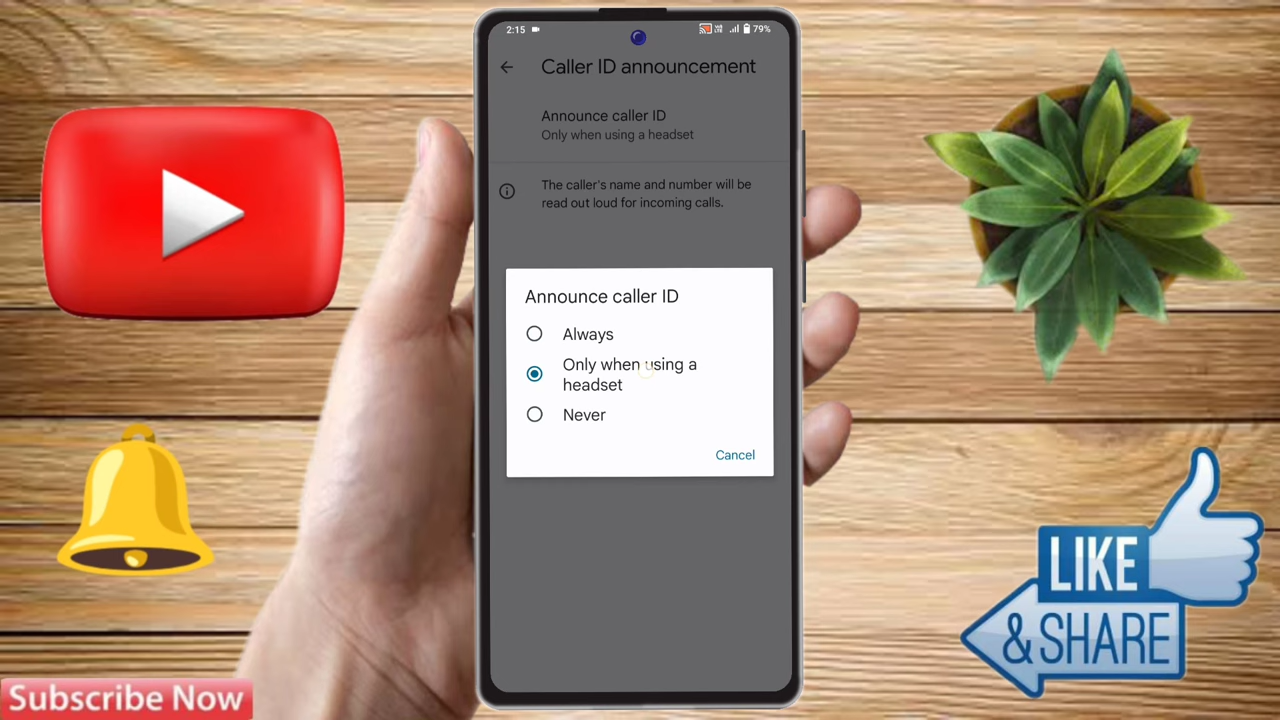 2:15
79%
Caller ID announcement
Announce caller ID
Only when using a headset
The caller's name and number will be
read out loud for incoming calls.
Announce caller ID
Always
Only when using a
headset
Never
Cancel
LIKE
& SHARE
Subscribe Now